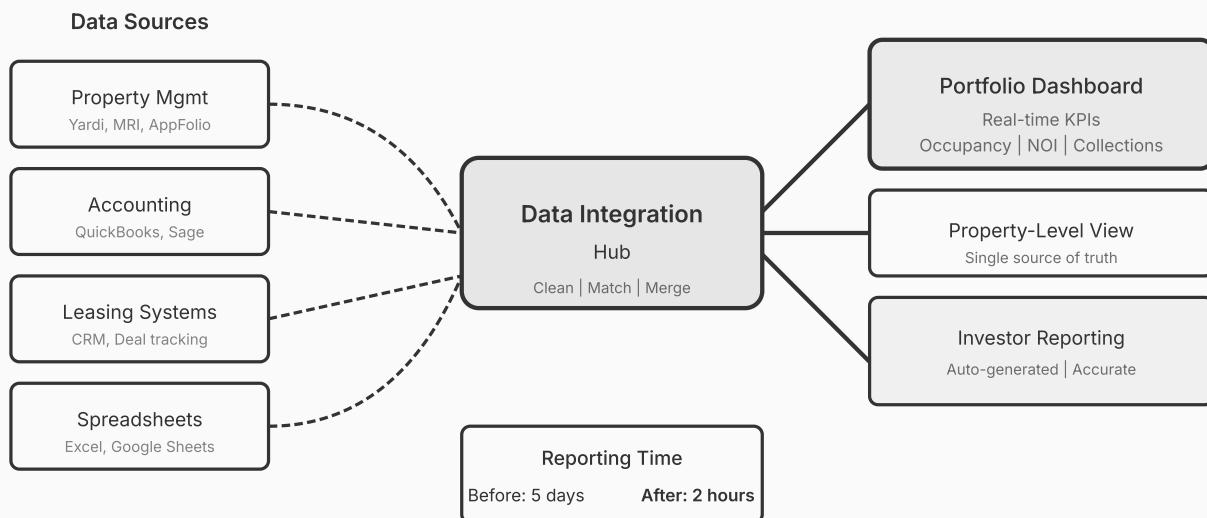 Data Sources
Property Mgmt
Yardi, MRI, AppFolio
Accounting
QuickBooks, Sage
Leasing Systems
CRM, Deal tracking
Spreadsheets
Excel, Google Sheets
Data Integration
Hub
Clean | Match | Merge
Reporting Time
Before: 5 days After: 2 hours
Portfolio Dashboard
Real-time KPIs
Occupancy | NOI | Collections
Property-Level View
Single source of truth
Investor Reporting
Auto-generated | Accurate